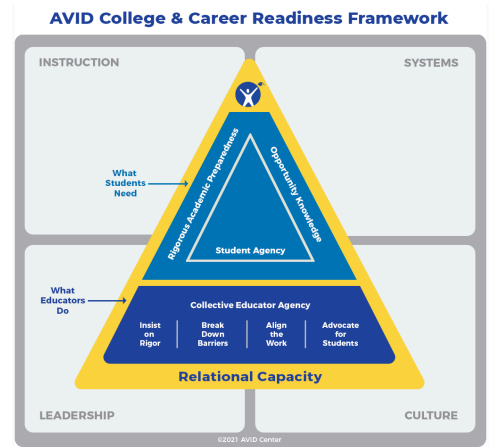 AVID College & Career Readiness Framework
INSTRUCTION
SYSTEMS
What
Students
Need
Rigorous Academic Preparedness
Opportunity Knowledge
Student Agency
What
Educators
Do
Collective Educator Agency
Insist
on
Rigor
Break
Down
Barriers
Align
the
Work
Advocate
for
Students
Relational Capacity
LEADERSHIP
CULTURE
©2021 AVID Center